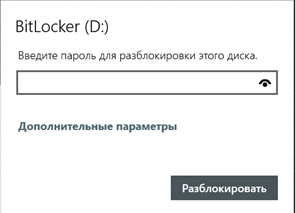 BitLocker (D:)
Введите пароль для разблокировки этого диска.
Дополнительные параметры
Разблокировать